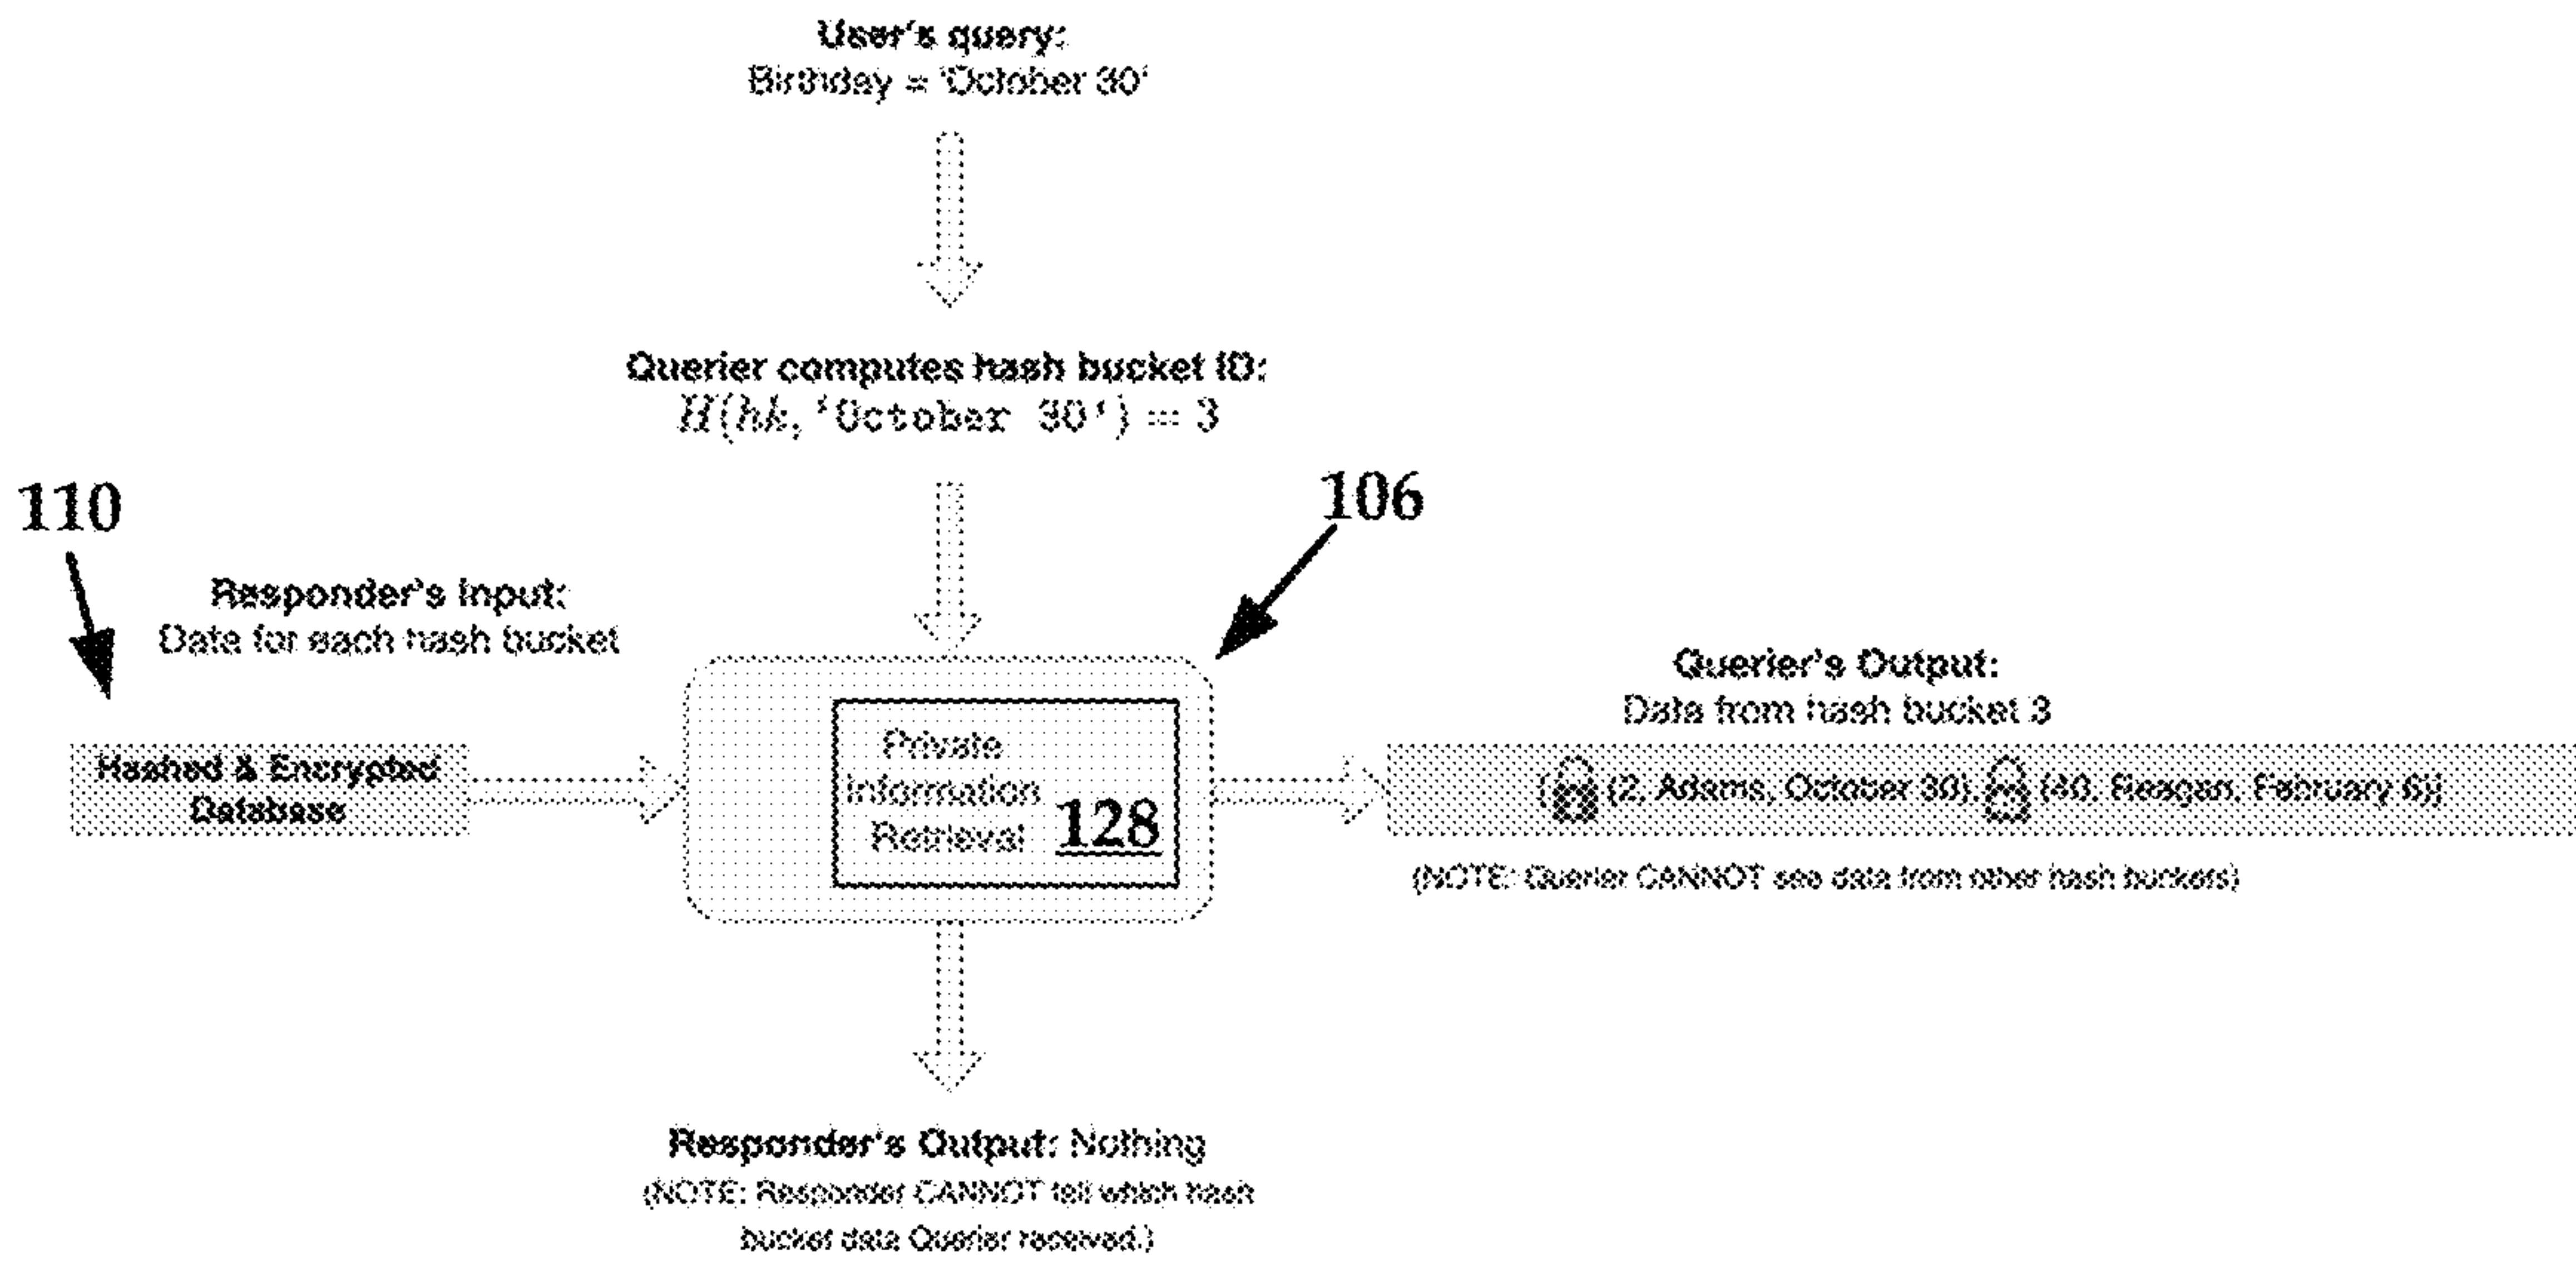 User's query:
Birthday = 'October 30'
Querier computes hash bucket ID:
H(hk, 'October 30') = 3
110
106
Responder's Input:
Data for each hash bucket
Hashed & Encrypted
Database
Private
Information
Retrieval
128
Querier's Output:
Data from hash bucket 3
{(2, Adams, October 30), (40, Reagan, February 6)}
(NOTE: Querier CANNOT see data from other hash buckets)
Responder's Output: Nothing
(NOTE: Responder CANNOT tell which hash
bucket data Querier received.)